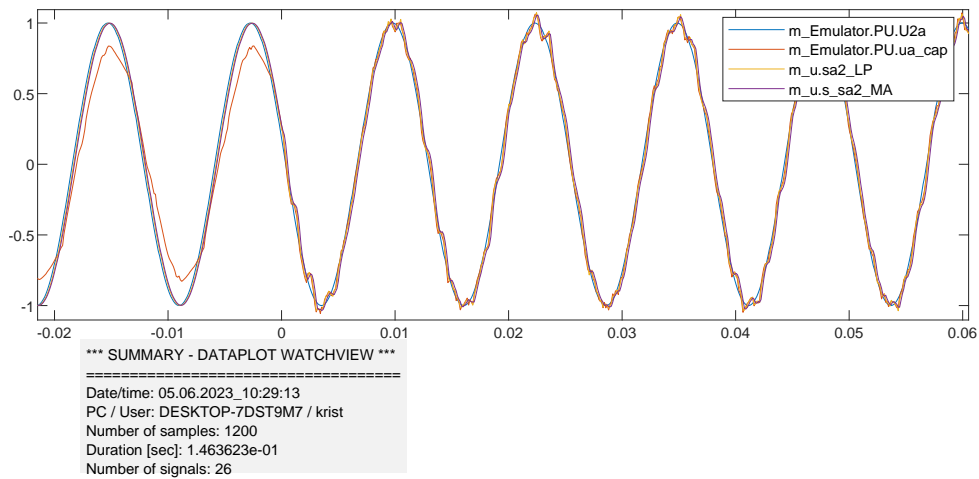 1
0.5
0
-0.5
-1
m_Emulator.PU.U2a
m_Emulator.PU.ua_cap
m_u.sa2_LP
m_u.s_sa2_MA
-0.02 -0.01 0 0.01 0.02 0.03 0.04 0.05 0.06
*** SUMMARY - DATAPLOT WATCHVIEW ***
====================================
Date/time: 05.06.2023_10:29:13
PC / User: DESKTOP-7DST9M7 / krist
Number of samples: 1200
Duration [sec]: 1.463623e-01
Number of signals: 26